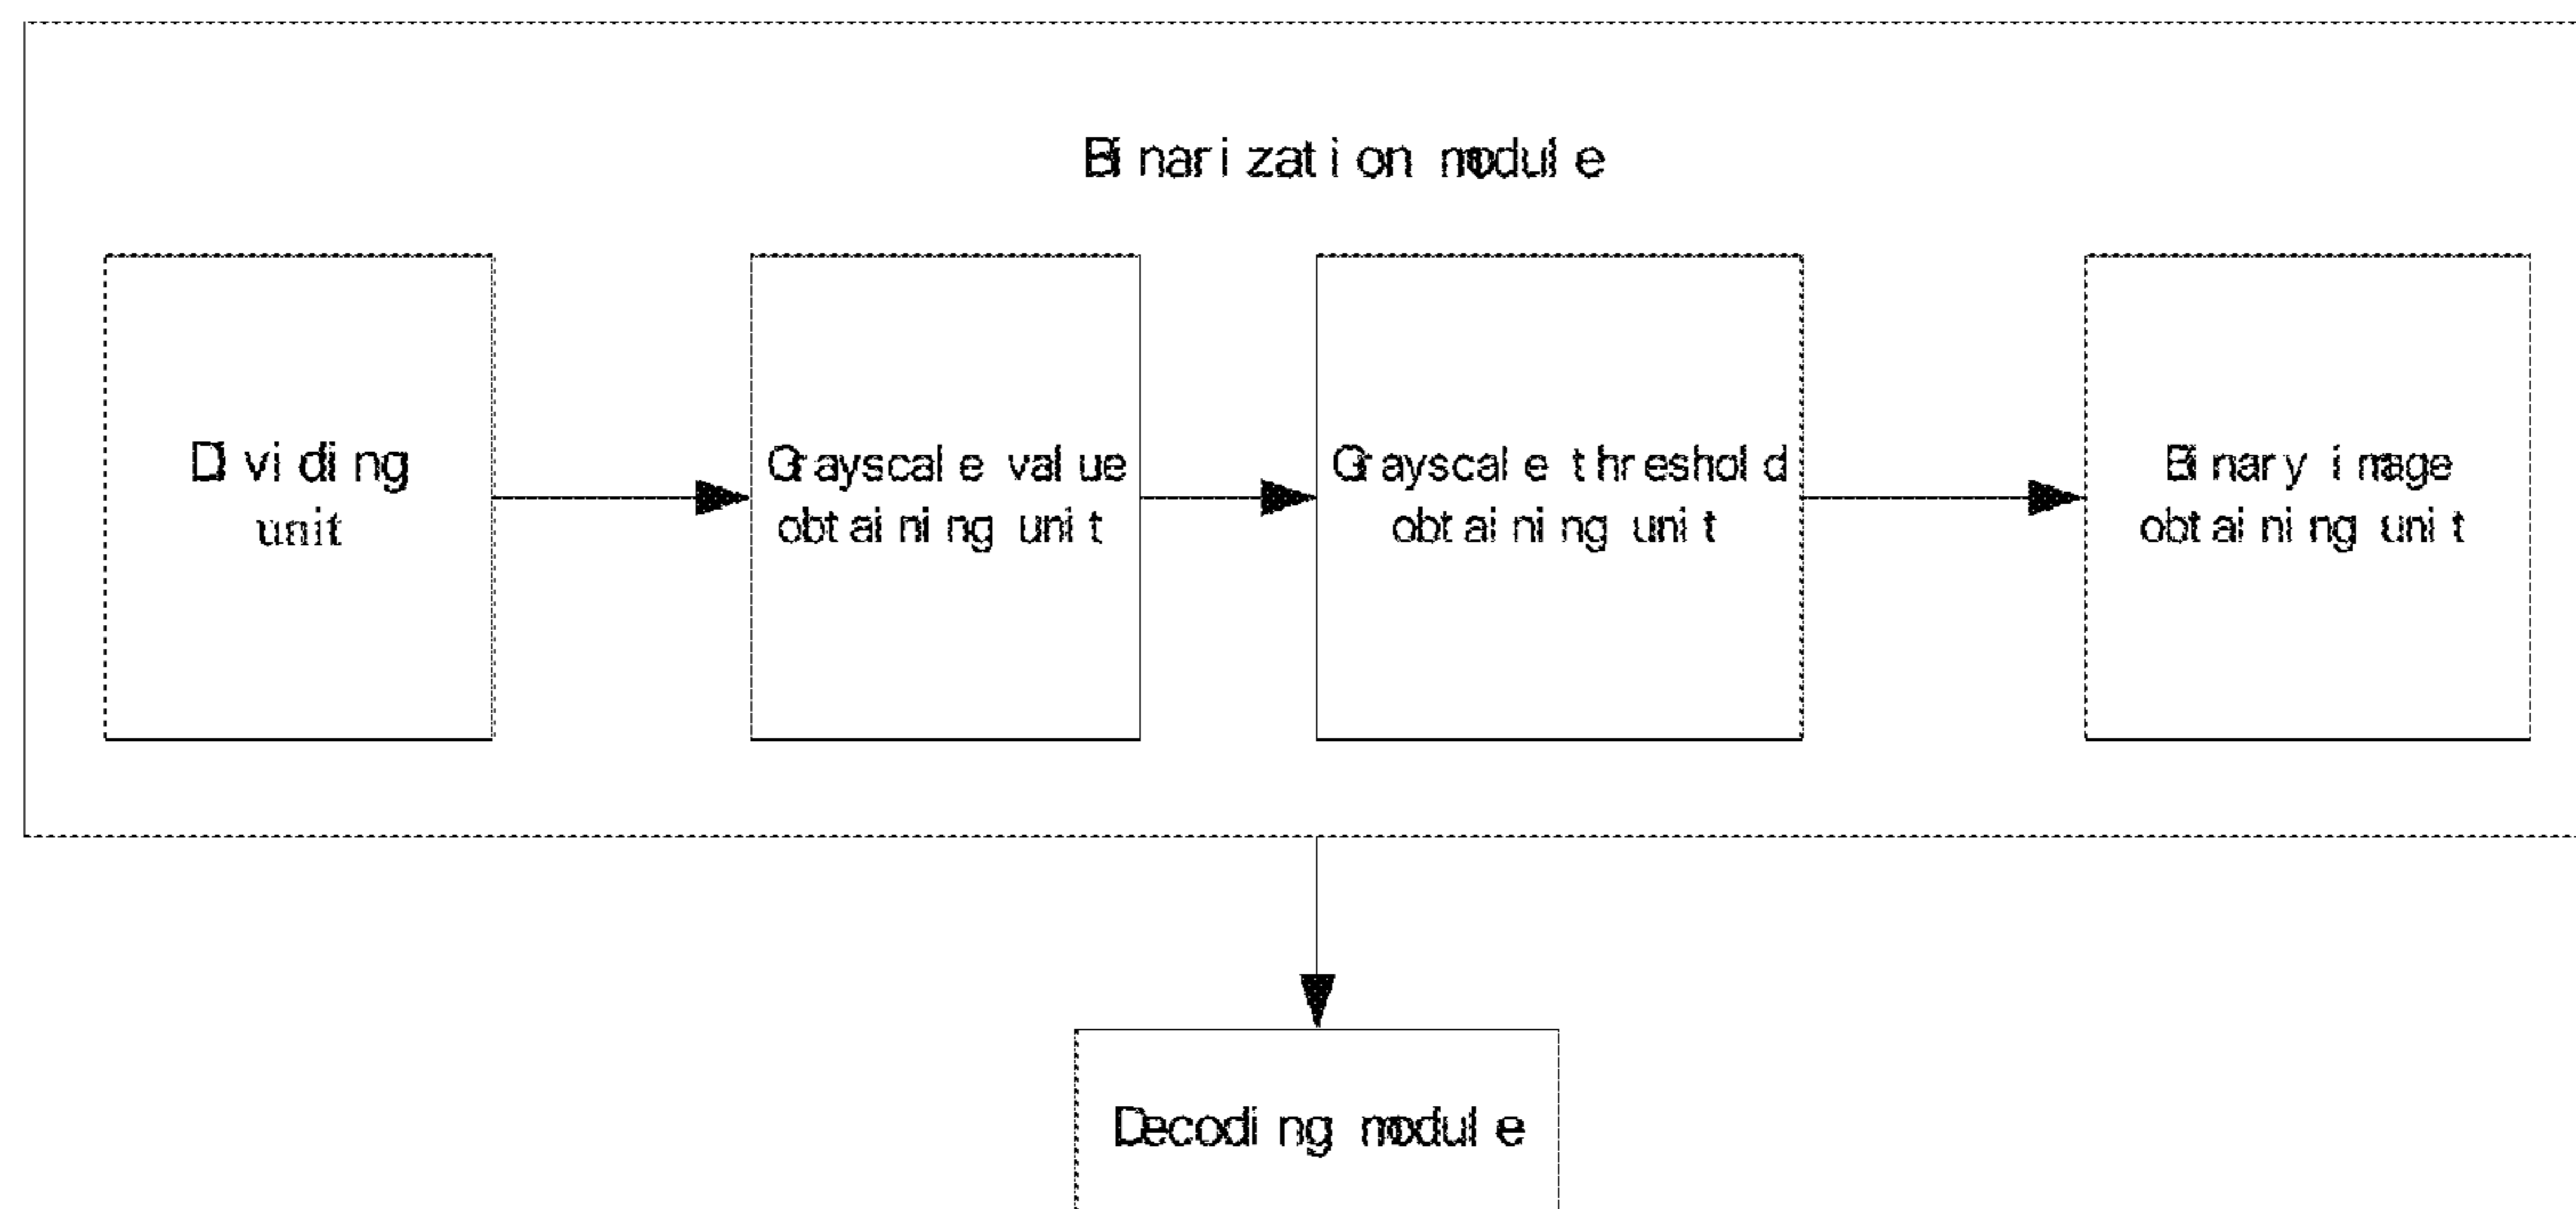 Binarization module
Dividing
unit
Grayscale value
obtaining unit
Grayscale threshold
obtaining unit
Binary image
obtaining unit
Decoding module